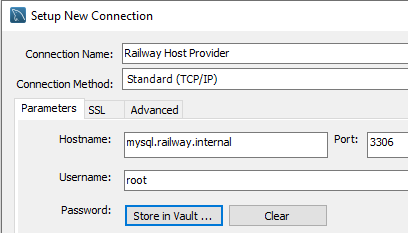 Setup New Connection
Connection Name: Railway Host Provider
Connection Method: Standard (TCP/IP)
Parameters SSL Advanced
Hostname: mysql.railway.internal Port: 3306
Username: root
Password: Store in Vault ... Clear